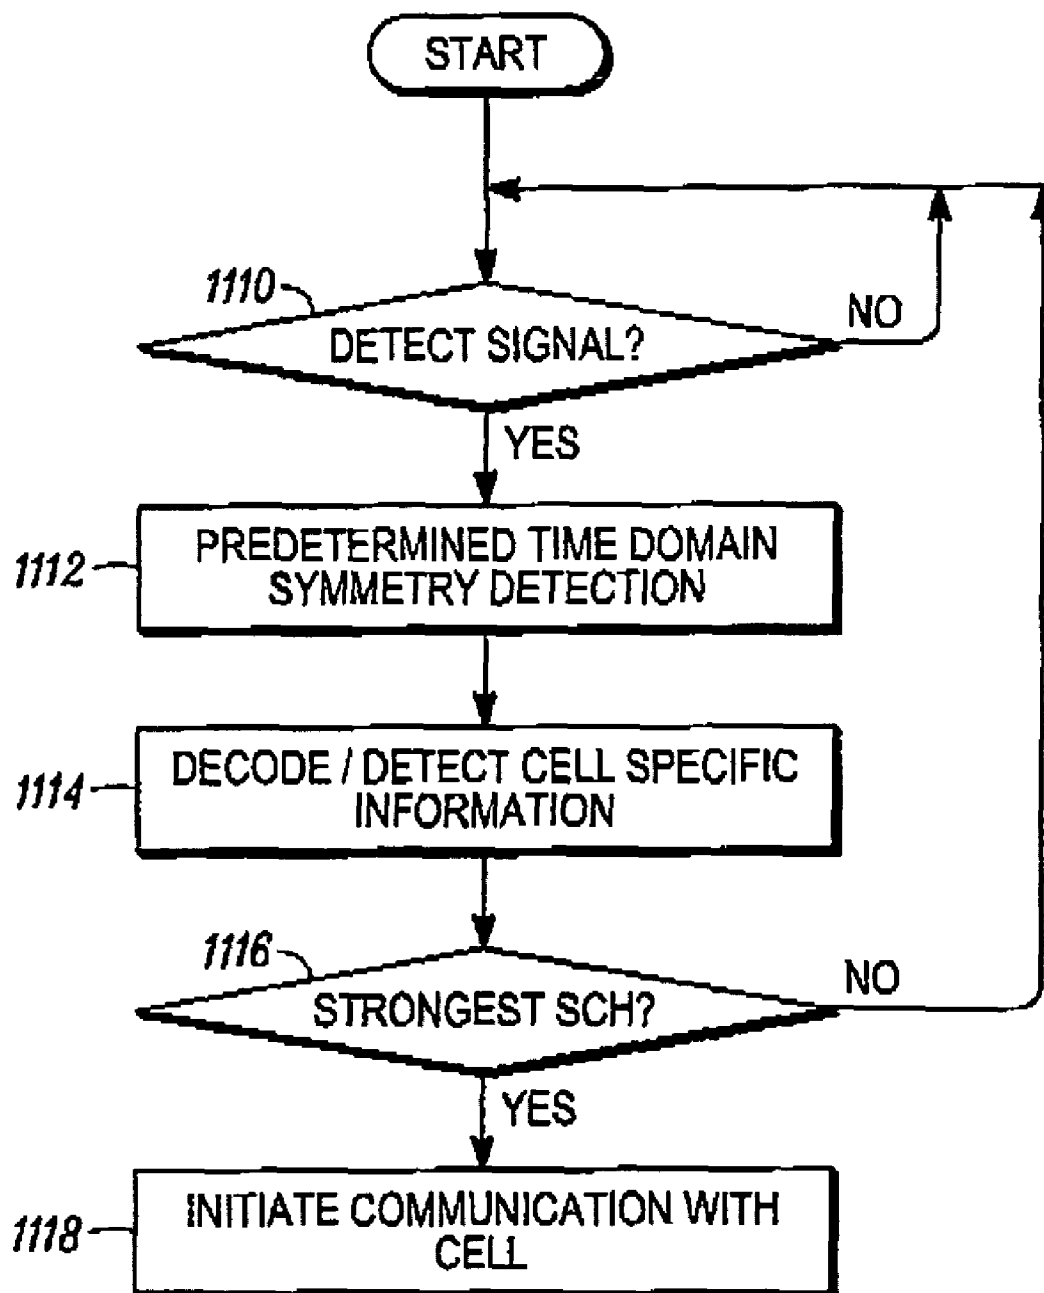 START
1110
DETECT SIGNAL?
NO
YES
1112
PREDETERMINED TIME DOMAIN
SYMMETRY DETECTION
1114
DECODE / DETECT CELL SPECIFIC
INFORMATION
1116
STRONGEST SCH?
NO
YES
1118
INITIATE COMMUNICATION WITH
CELL